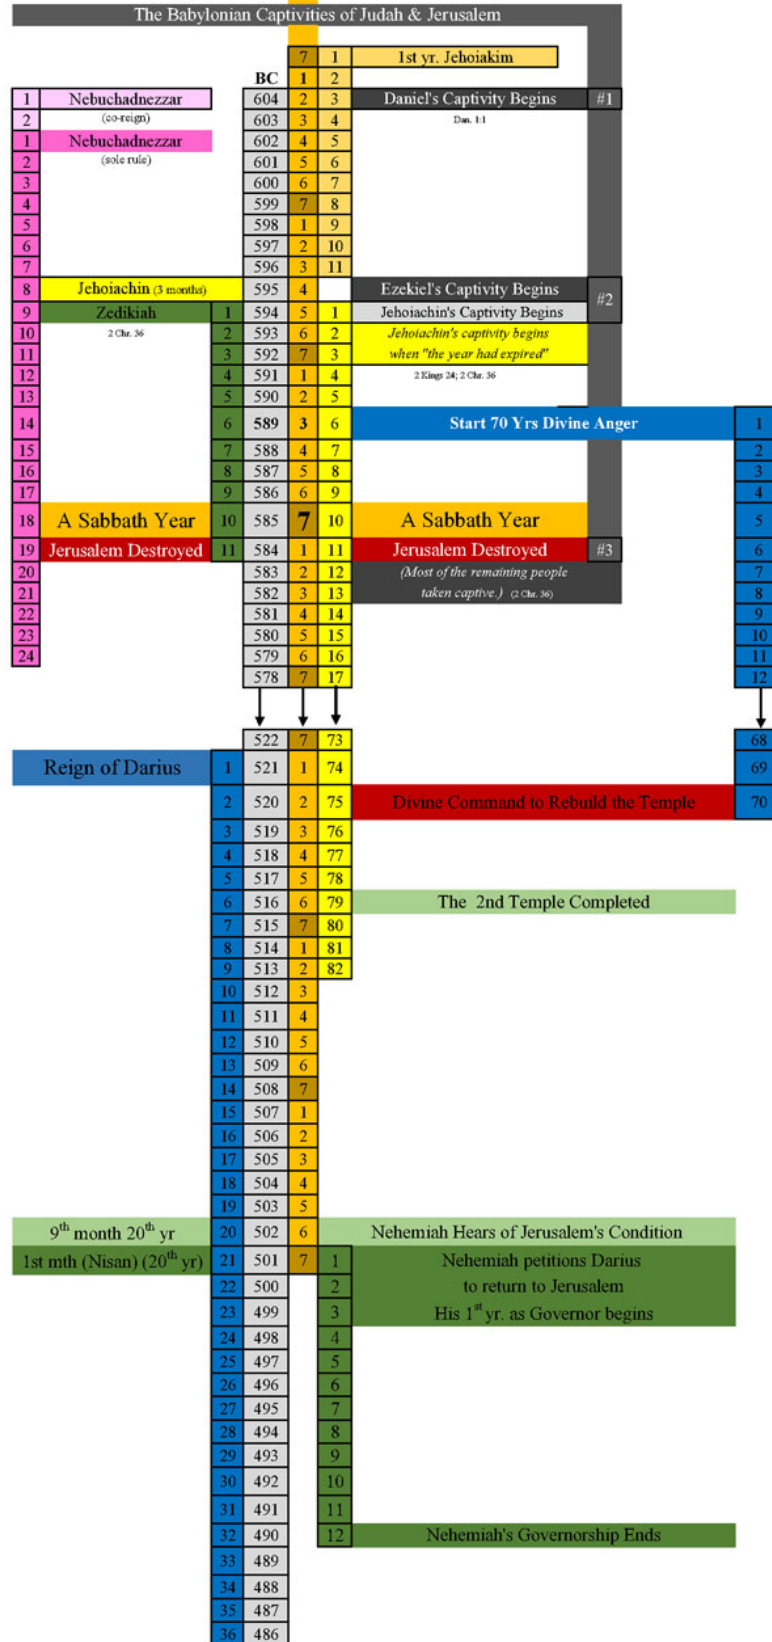 The Babylonian Captivities of Judah & Jerusalem
7 1 1st yr. Jehoiakim
BC 1 2
1 Nebuchadnezzar 604 2 3 Daniel's Captivity Begins #1
2 (co-reign) 603 3 4 Dan. 1:1
1 Nebuchadnezzar 602 4 5
2 (sole rule) 601 5 6
3 600 6 7
4 599 7 8
5 598 1 9
6 597 2 10
7 596 3 11
8 Jehoiachin (3 months) 595 4 Ezekiel's Captivity Begins
#2
9 Zedikiah 1 594 5 1 Jehoiachin's Captivity Begins
10 2 Chr. 36 2 593 6 2 Jehoiachin's captivity begins
11 3 592 7 3 when "the year had expired"
12 4 591 1 4 2 Kings 24; 2 Chr. 36
13 5 590 2 5
14 6 589 3 6 Start 70 Yrs Divine Anger 1
15 7 588 4 7 2
16 8 587 5 8 3
17 9 586 6 9 4
18 A Sabbath Year 10 585 7 10 A Sabbath Year 5
19 Jerusalem Destroyed 11 584 1 11 Jerusalem Destroyed #3 6
20 583 2 12 (Most of the remaining people 7
21 582 3 13 taken captive.) (2 Chr. 36) 8
22 581 4 14 9
23 580 5 15 10
24 579 6 16 11
578 7 17 12
522 7 73 68
Reign of Darius 1 521 1 74 69
2 520 2 75 Divine Command to Rebuild the Temple 70
3 519 3 76
4 518 4 77
5 517 5 78
6 516 6 79 The 2nd Temple Completed
7 515 7 80
8 514 1 81
9 513 2 82
10 512 3
11 511 4
12 510 5
13 509 6
14 508 7
15 507 1
16 506 2
17 505 3
18 504 4
19 503 5
9th month 20th yr 20 502 6 Nehemiah Hears of Jerusalem's Condition
1st mth (Nisan) (20th yr) 21 501 7 1 Nehemiah petitions Darius
22 500 2 to return to Jerusalem
23 499 3 His 1st yr. as Governor begins
24 498 4
25 497 5
26 496 6
27 495 7
28 494 8
29 493 9
30 492 10
31 491 11
32 490 12 Nehemiah's Governorship Ends
33 489
34 488
35 487
36 486